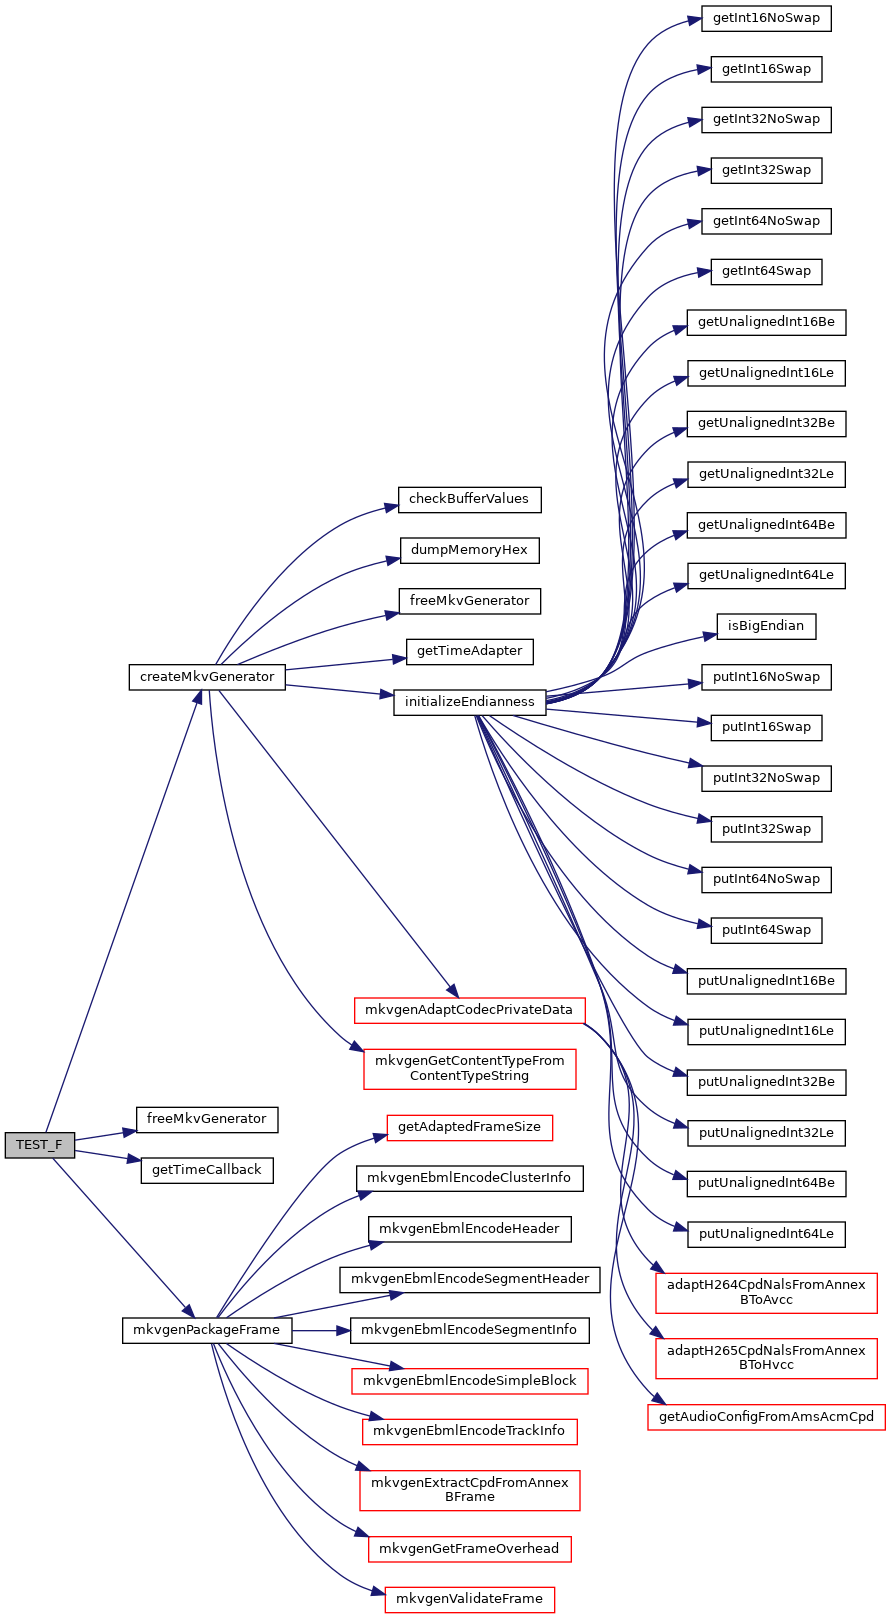 getInt16NoSwap
getInt16Swap
getInt32NoSwap
getInt32Swap
getInt64NoSwap
getInt64Swap
getUnalignedInt16Be
getUnalignedInt16Le
getUnalignedInt32Be
getUnalignedInt32Le
getUnalignedInt64Be
getUnalignedInt64Le
checkBufferValues
dumpMemoryHex
freeMkvGenerator
getTimeAdapter
createMkvGenerator
initializeEndianness
isBigEndian
putInt16NoSwap
putInt16Swap
putInt32NoSwap
putInt32Swap
putInt64NoSwap
putInt64Swap
putUnalignedInt16Be
putUnalignedInt16Le
putUnalignedInt32Be
putUnalignedInt32Le
putUnalignedInt64Be
putUnalignedInt64Le
mkvgenAdaptCodecPrivateData
mkvgenGetContentTypeFrom
ContentTypeString
adaptH264CpdNalsFromAnnex
BToAvcc
adaptH265CpdNalsFromAnnex
BToHvcc
getAudioConfigFromAmsAcmCpd
TEST_F
freeMkvGenerator
getTimeCallback
mkvgenPackageFrame
getAdaptedFrameSize
mkvgenEbmlEncodeClusterInfo
mkvgenEbmlEncodeHeader
mkvgenEbmlEncodeSegmentHeader
mkvgenEbmlEncodeSegmentInfo
mkvgenEbmlEncodeSimpleBlock
mkvgenEbmlEncodeTrackInfo
mkvgenExtractCpdFromAnnex
BFrame
mkvgenGetFrameOverhead
mkvgenValidateFrame